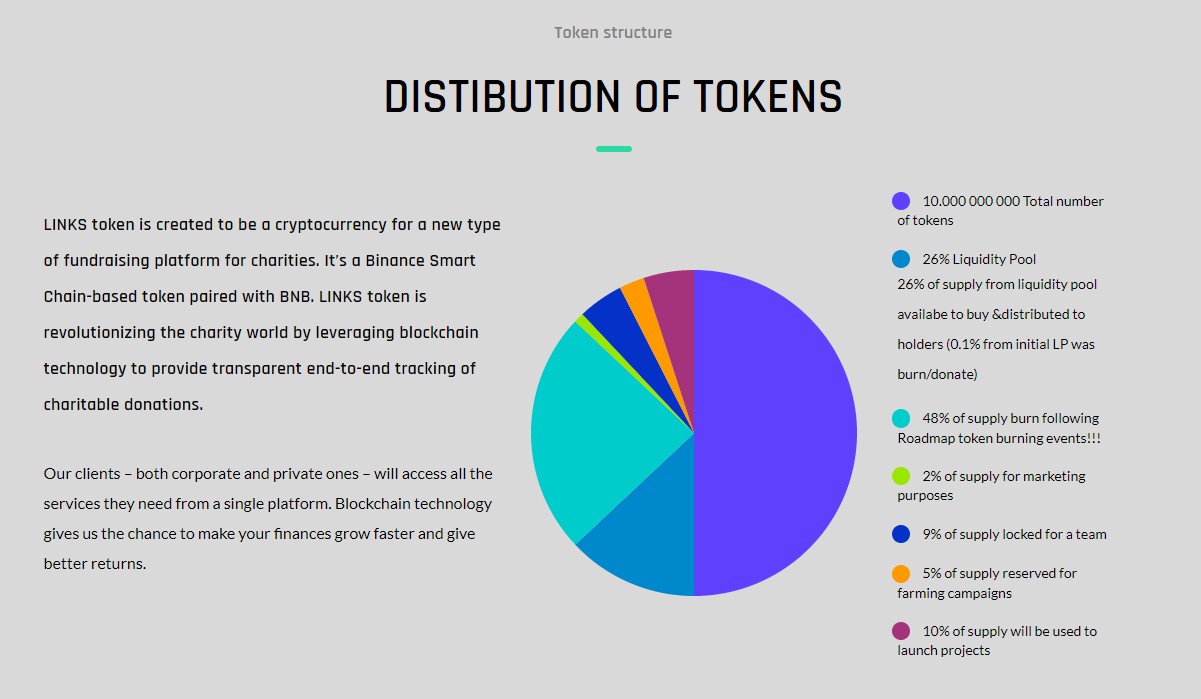 Token structure
DISTIBUTION OF TOKENS
LINKS token is created to be a cryptocurrency for a new type
of fundraising platform for charities. It's a Binance Smart
Chain-based token paired with BNB. LINKS token is
revolutionizing the charity world by leveraging blockchain
technology to provide transparent end-to-end tracking of
charitable donations.
Our clients – both corporate and private ones – will access all the
services they need from a single platform. Blockchain technology
gives us the chance to make your finances grow faster and give
better returns.
10.000 000 000 Total number
of tokens
26% Liquidity Pool
26% of supply from liquidity pool
availabe to buy &distributed to
holders (0.1% from initial LP was
burn/donate)
48% of supply burn following
Roadmap token burning events!!!
2% of supply for marketing
purposes
9% of supply locked for a team
5% of supply reserved for
farming campaigns
10% of supply will be used to
launch projects